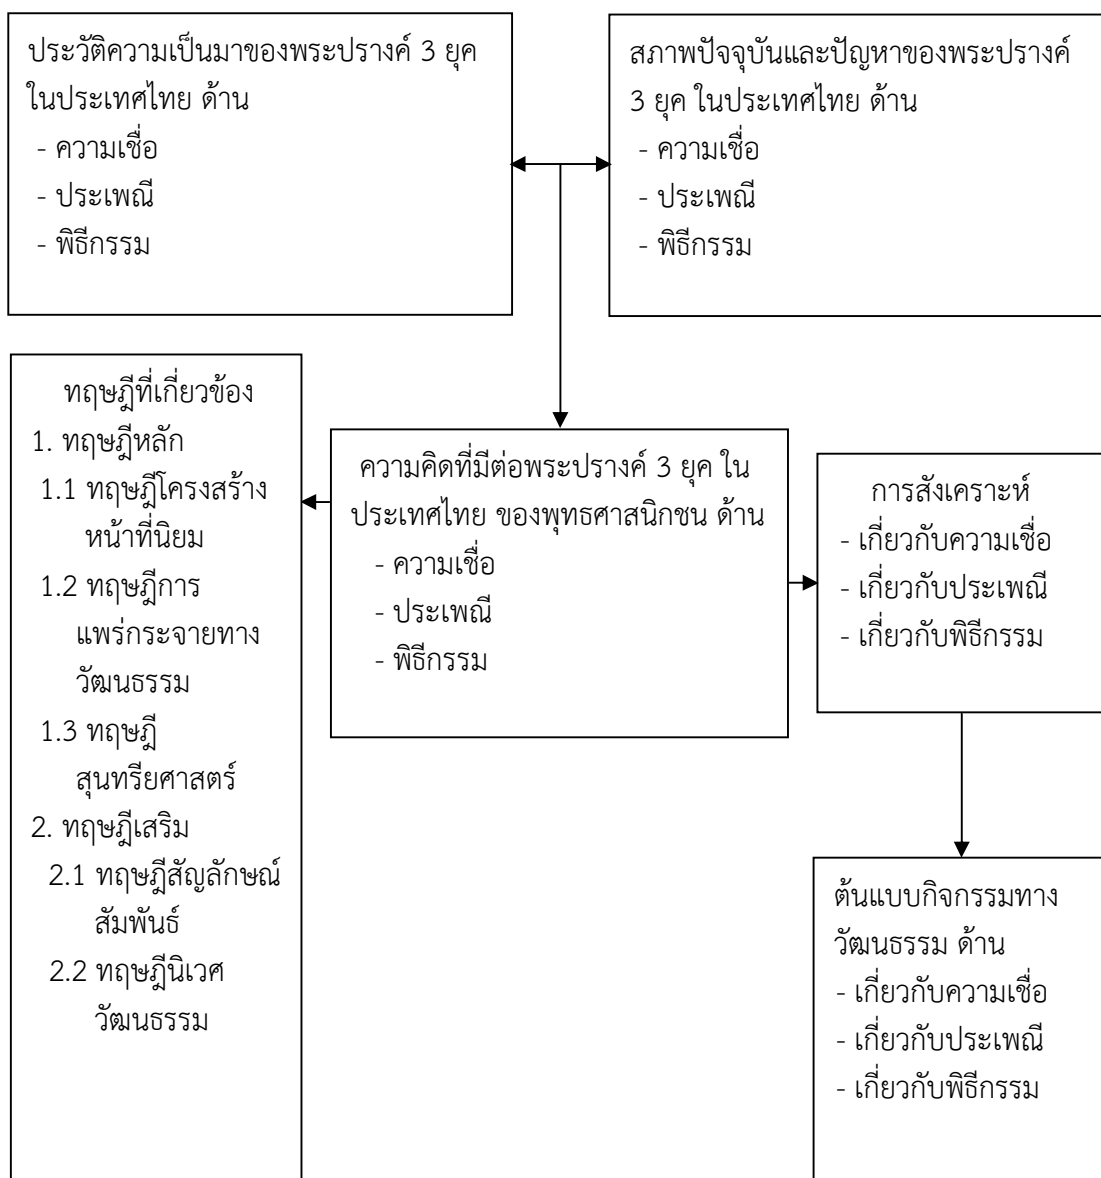 ประวัติความเป็นมาของพระปรางค์ 3 ยุค
ในประเทศไทย ด้าน
- ความเชื่อ
- ประเพณี
- พิธีกรรม
สภาพปัจจุบันและปัญหาของพระปรางค์
3 ยุค ในประเทศไทย ด้าน
- ความเชื่อ
- ประเพณี
- พิธีกรรม
ทฤษฎีที่เกี่ยวข้อง
1. ทฤษฎีหลัก
1.1 ทฤษฎีโครงสร้าง
หน้าที่นิยม
1.2 ทฤษฎีการ
แพร่กระจายทาง
วัฒนธรรม
1.3 ทฤษฎี
สุนทรียศาสตร์
2. ทฤษฎีเสริม
2.1 ทฤษฎีสัญลักษณ์
สัมพันธ์
2.2 ทฤษฎีนิเวศ
วัฒนธรรม
ความคิดที่มีต่อพระปรางค์ 3 ยุค ใน
ประเทศไทย ของพุทธศาสนิกชน ด้าน
- ความเชื่อ
- ประเพณี
- พิธีกรรม
การสังเคราะห์
- เกี่ยวกับความเชื่อ
- เกี่ยวกับประเพณี
- เกี่ยวกับพิธีกรรม
ต้นแบบกิจกรรมทาง
วัฒนธรรม ด้าน
- เกี่ยวกับความเชื่อ
- เกี่ยวกับประเพณี
- เกี่ยวกับพิธีกรรม